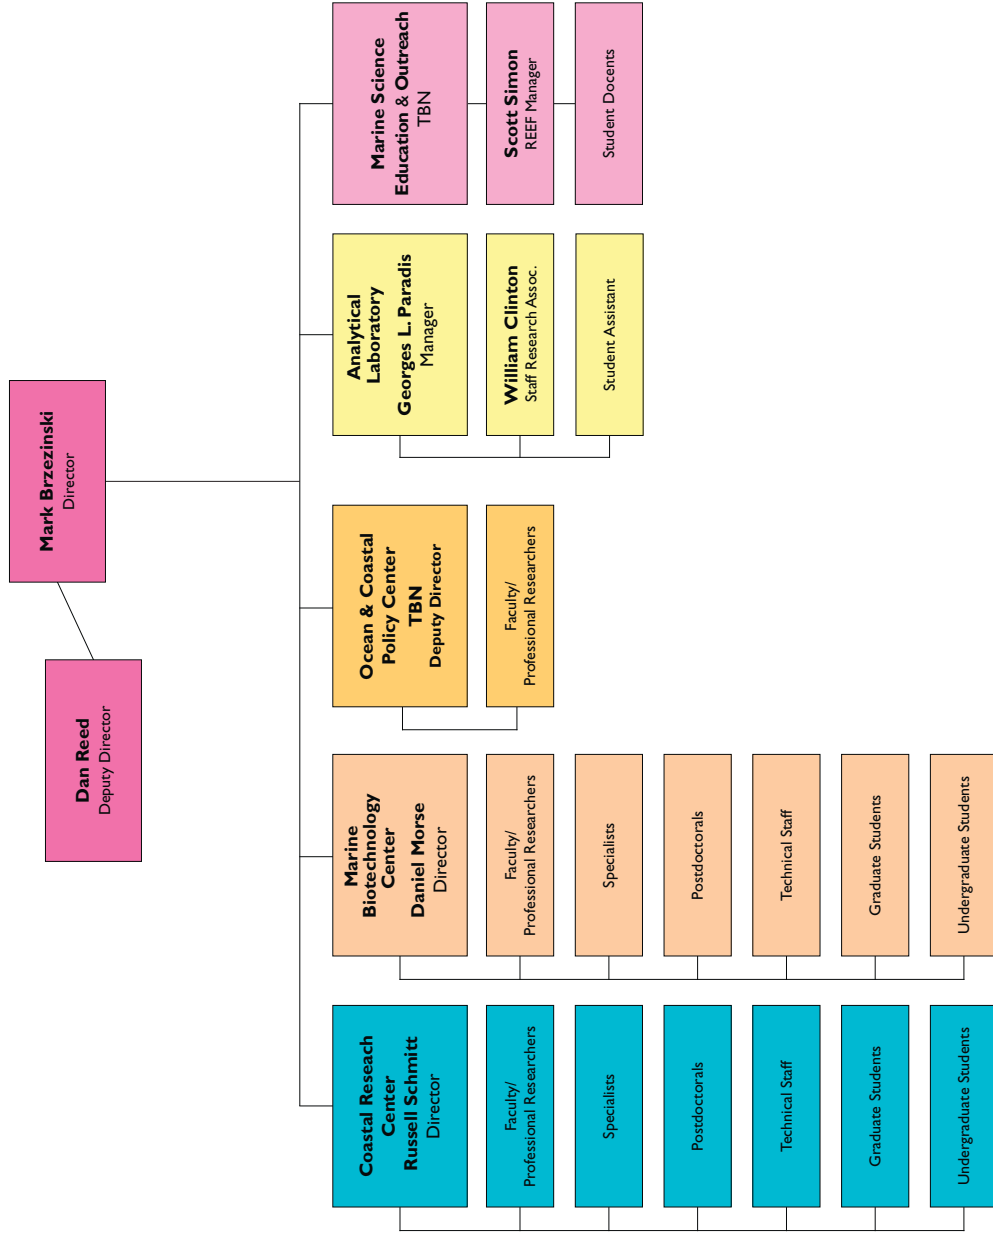 Mark Brzezinski
Director
Dan Reed
Deputy Director
Coastal Reseach
Center
Russell Schmitt
Director
Faculty/
Professional Researchers
Specialists
Postdoctorals
Technical Staff
Graduate Students
Undergraduate Students
Marine
Biotechnology
Center
Daniel Morse
Director
Faculty/
Professional Researchers
Specialists
Postdoctorals
Technical Staff
Graduate Students
Undergraduate Students
Ocean & Coastal
Policy Center
TBN
Deputy Director
Faculty/
Professional Researchers
Analytical
Laboratory
Georges L. Paradis
Manager
William Clinton
Staff Research Assoc.
Student Assistant
Marine Science
Education & Outreach
TBN
Scott Simon
REEF Manager
Student Docents